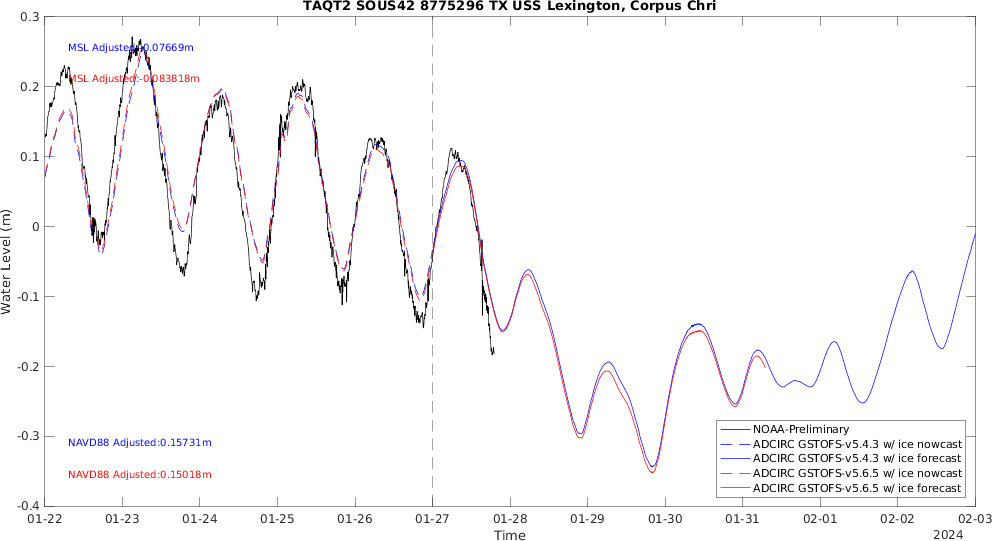 TAQT2 SOUS42 8775296 TX USS Lexington, Corpus Chri
MSL Adjusted:-0.07669m
MSL Adjusted:-0.083818m
NAVD88 Adjusted:0.15731m
NAVD88 Adjusted:0.15018m
Water Level (m)
0.3
0.2
0.1
0
-0.1
-0.2
-0.3
-0.4
NOAA-Preliminary
ADCIRC GSTOFS-v5.4.3 w/ ice nowcast
ADCIRC GSTOFS-v5.4.3 w/ ice forecast
ADCIRC GSTOFS-v5.6.5 w/ ice nowcast
ADCIRC GSTOFS-v5.6.5 w/ ice forecast
01-22 01-23 01-24 01-25 01-26 01-27 01-28 01-29 01-30 01-31 02-01 02-02 02-03
Time
2024